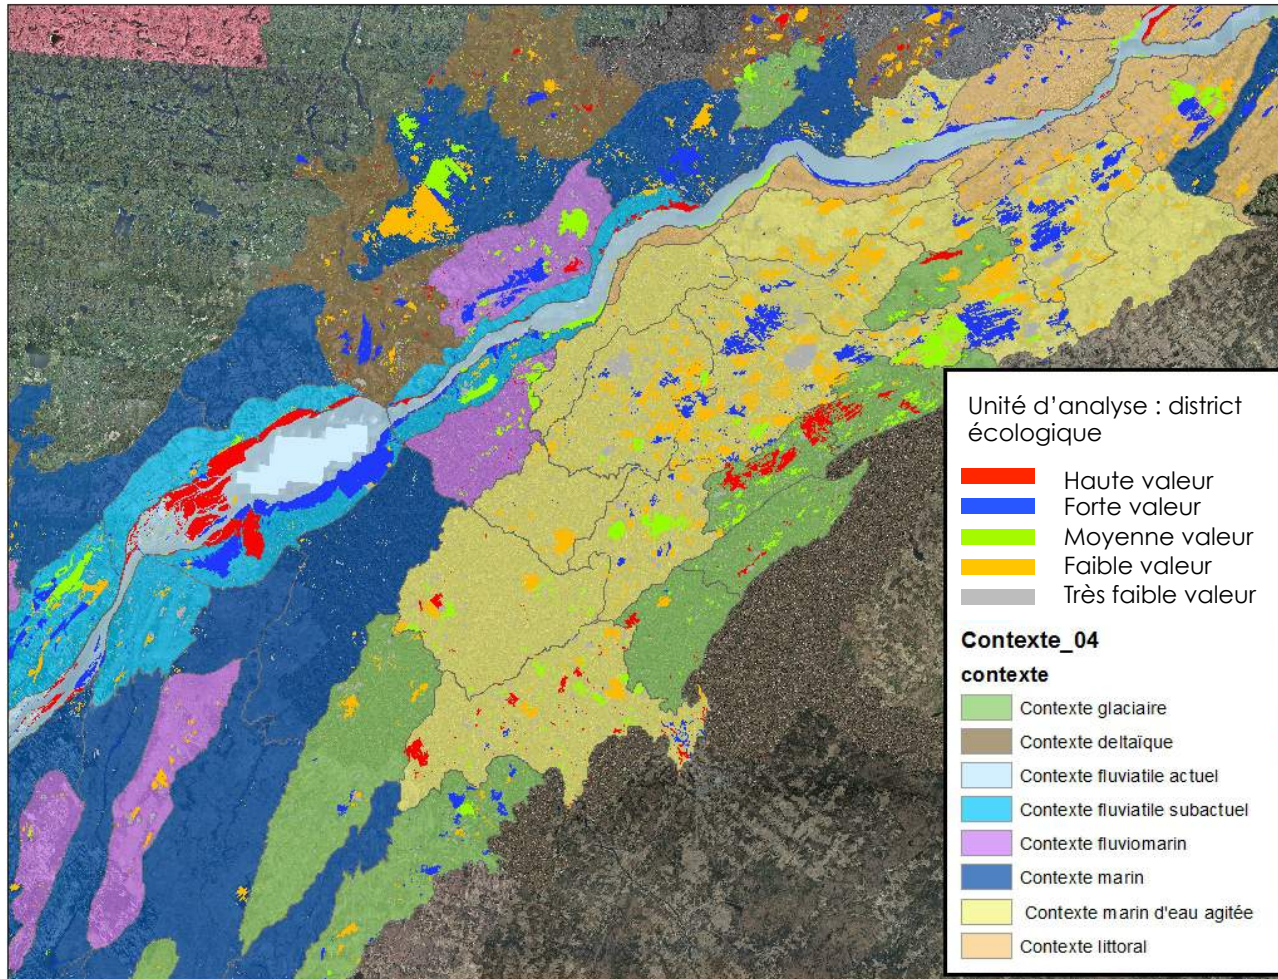 Unité d’analyse : district
écologique
Haute valeur
Forte valeur
Moyenne valeur
Faible valeur
Très faible valeur
Contexte_04
contexte
Contexte glaciaire
Contexte deltaïque
Contexte fluviatile actuel
Contexte fluviatile subactuel
Contexte fluviomarin
Contexte marin
Contexte marin d'eau agitée
Contexte littoral